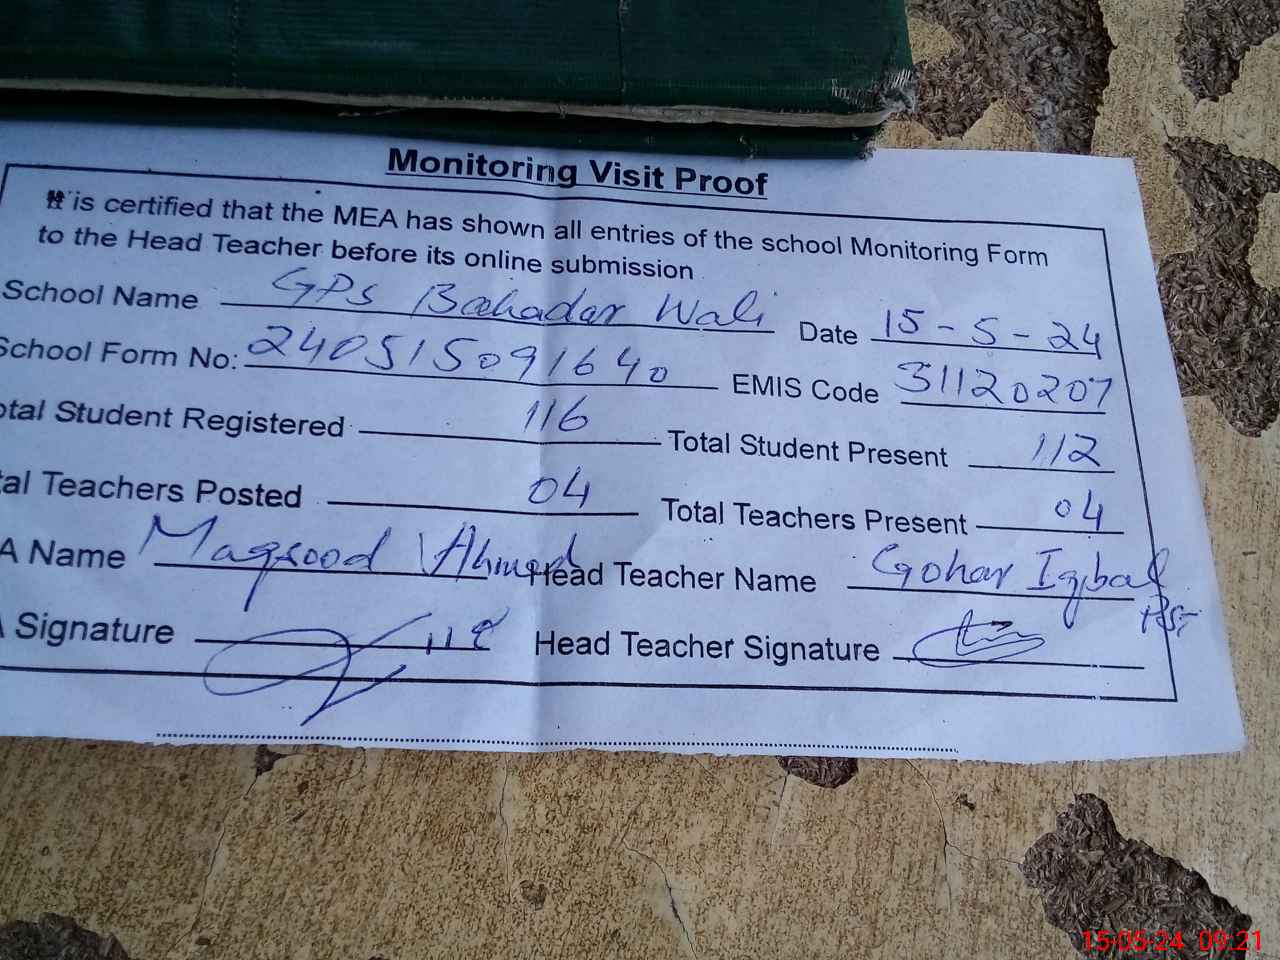 Monitoring Visit Proof
It is certified that the MEA has shown all entries of the school Monitoring Form
to the Head Teacher before its online submission
School Name GPS Bahadar Wali Date 15-5-24
School Form No: 240515091640 EMIS Code 31120207
otal Student Registered 116 Total Student Present 112
tal Teachers Posted 04 Total Teachers Present 04
A Name Maqsood Ahmed Head Teacher Name Gohar Iqbal
Signature Head Teacher Signature
15-05-24 09:21